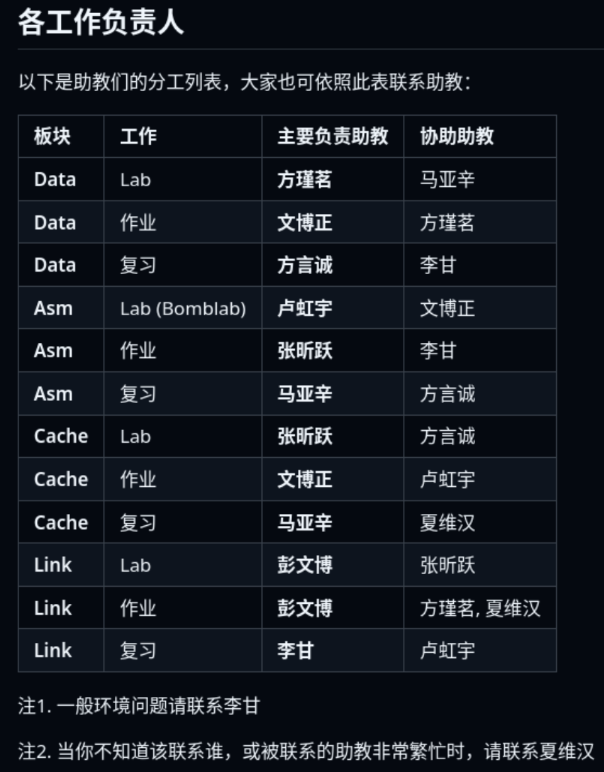 各工作负责人
以下是助教们的分工列表，大家也可依照此表联系助教：
板块 工作 主要负责助教 协助助教
Data Lab 方瑾茗 马亚辛
Data 作业 文博正 方瑾茗
Data 复习 方言诚 李甘
Asm Lab (Bomblab) 卢虹宇 文博正
Asm 作业 张昕跃 李甘
Asm 复习 马亚辛 方言诚
Cache Lab 张昕跃 方言诚
Cache 作业 文博正 卢虹宇
Cache 复习 马亚辛 夏维汉
Link Lab 彭文博 张昕跃
Link 作业 彭文博 方瑾茗, 夏维汉
Link 复习 李甘 卢虹宇
注1. 一般环境问题请联系李甘
注2. 当你不知道该联系谁，或被联系的助教非常繁忙时，请联系夏维汉